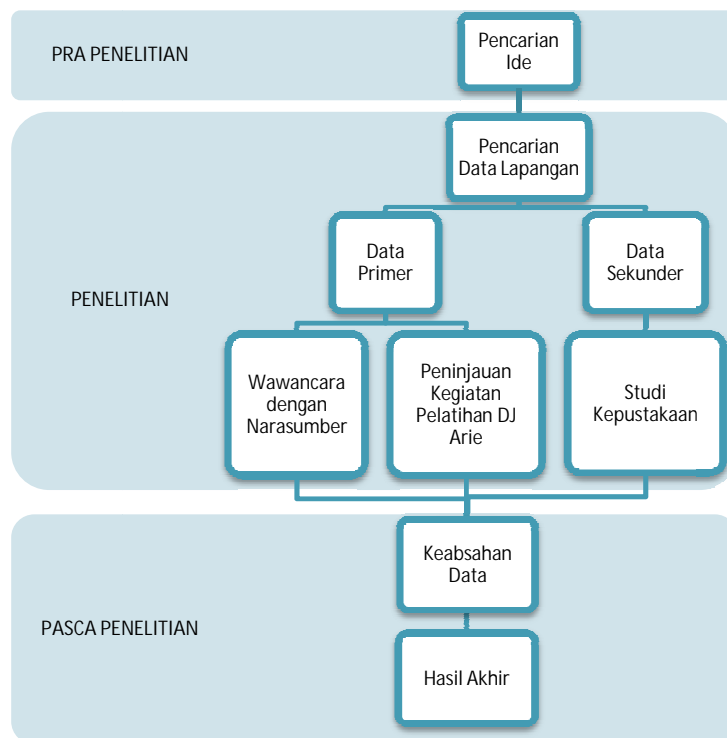 PRA PENELITIAN
Pencarian
Ide
Pencarian
Data Lapangan
PENELITIAN
Data
Primer
Data
Sekunder
Wawancara
dengan
Narasumber
Peninjauan
Kegiatan
Pelatihan DJ
Arie
Studi
Kepustakaan
PASCA PENELITIAN
Keabsahan
Data
Hasil Akhir